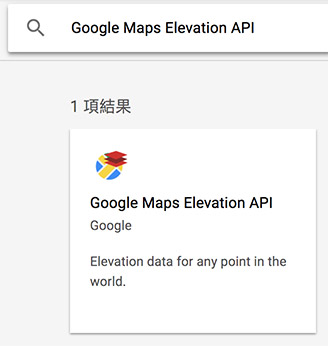 Google Maps Elevation API
1 項結果
Google Maps Elevation API
Google
Elevation data for any point in the
world.